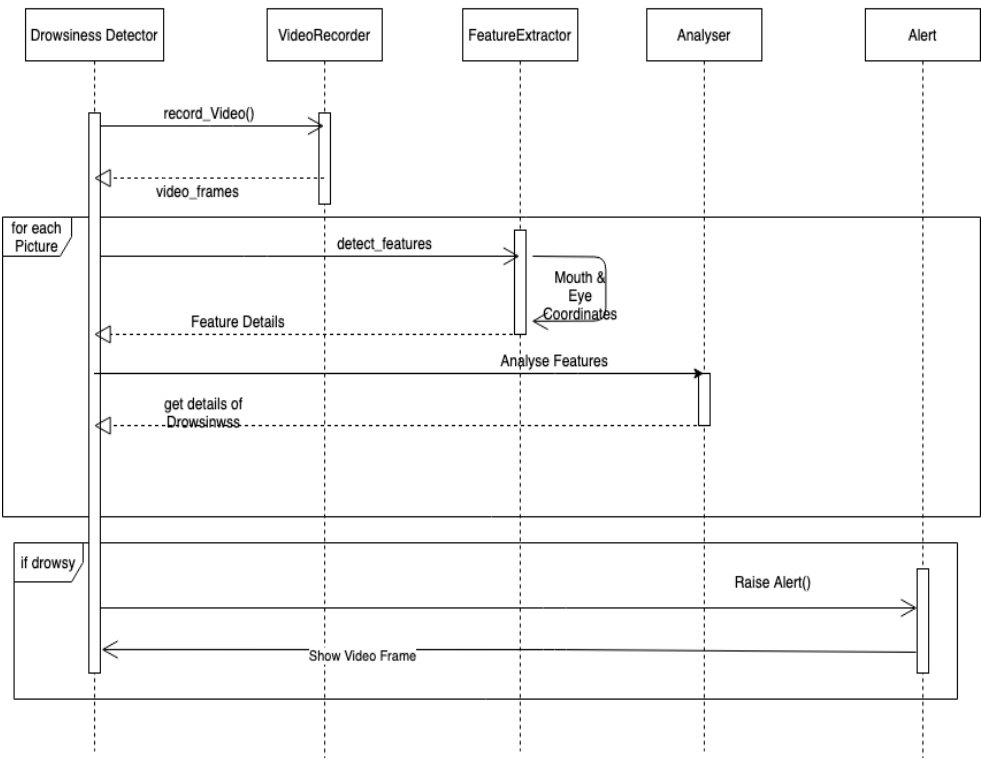 Drowsiness Detector
VideoRecorder
FeatureExtractor
Analyser
Alert
record_Video()
video_frames
for each
Picture
detect_features
Mouth &
Eye
Coordinates
Feature Details
Analyse Features
get details of
Drowsinwss
if drowsy
Raise Alert()
Show Video Frame